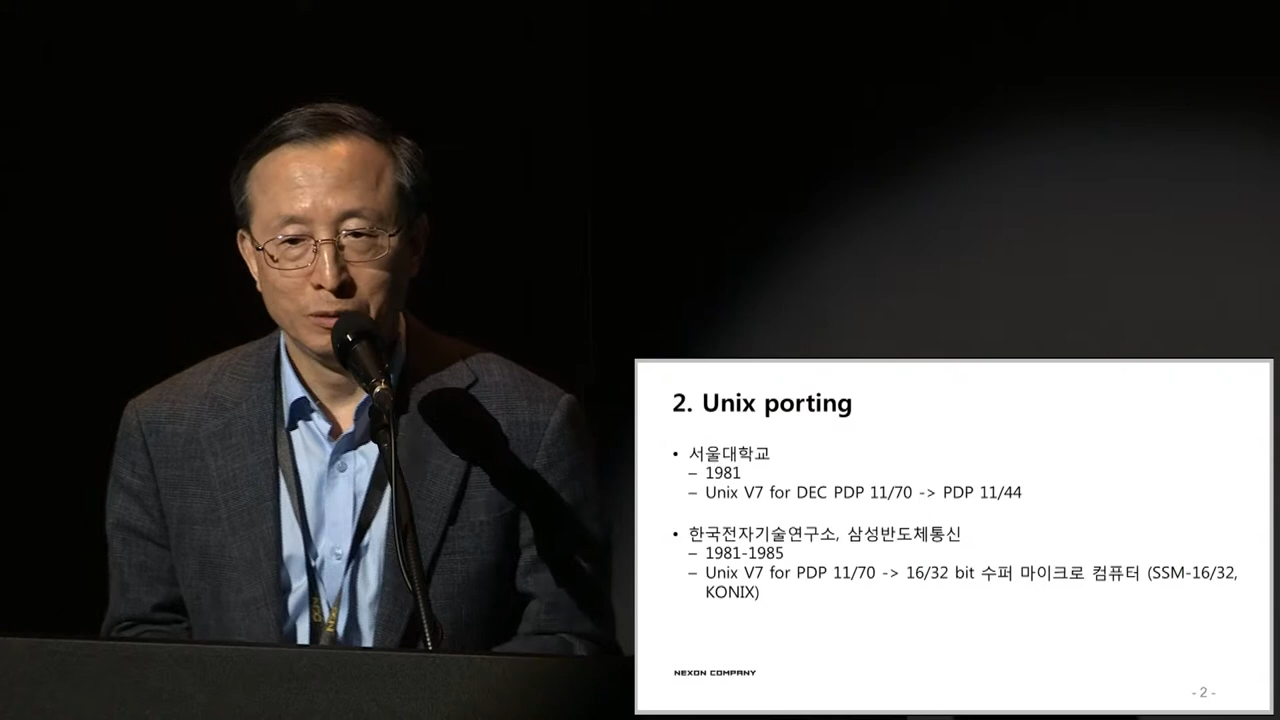 2. Unix porting
• 서울대학교
– 1981
– Unix V7 for DEC PDP 11/70 -> PDP 11/44
• 한국전자기술연구소, 삼성반도체통신
– 1981-1985
– Unix V7 for PDP 11/70 -> 16/32 bit 수퍼 마이크로 컴퓨터 (SSM-16/32,
KONIX)
NEXON COMPANY
- 2 -